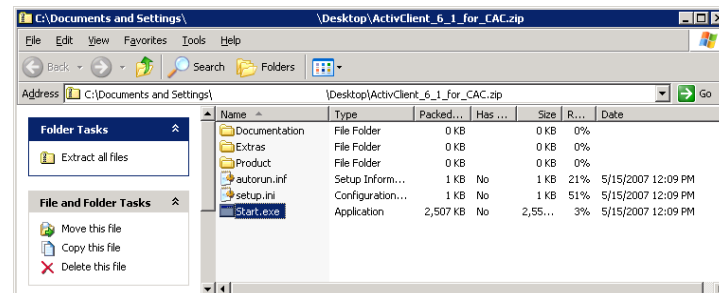 C:\Documents and Settings\ \Desktop\ActivClient_6_1_for_CAC.zip
File Edit View Favorites Tools Help
Back Search Folders
Address C:\Documents and Settings\ \Desktop\ActivClient_6_1_for_CAC.zip Go
Name Type Packed... Has ... Size R... Date
Folder Tasks
Extract all files
File and Folder Tasks
Move this file
Copy this file
Delete this file
Documentation File Folder 0 KB 0 KB 0%
Extras File Folder 0 KB 0 KB 0%
Product File Folder 0 KB 0 KB 0%
autorun.inf Setup Inform... 1 KB No 1 KB 21% 5/15/2007 12:09 PM
setup.ini Configuration... 1 KB No 1 KB 51% 5/15/2007 12:09 PM
Start.exe Application 2,507 KB No 2,55... 3% 5/15/2007 12:09 PM